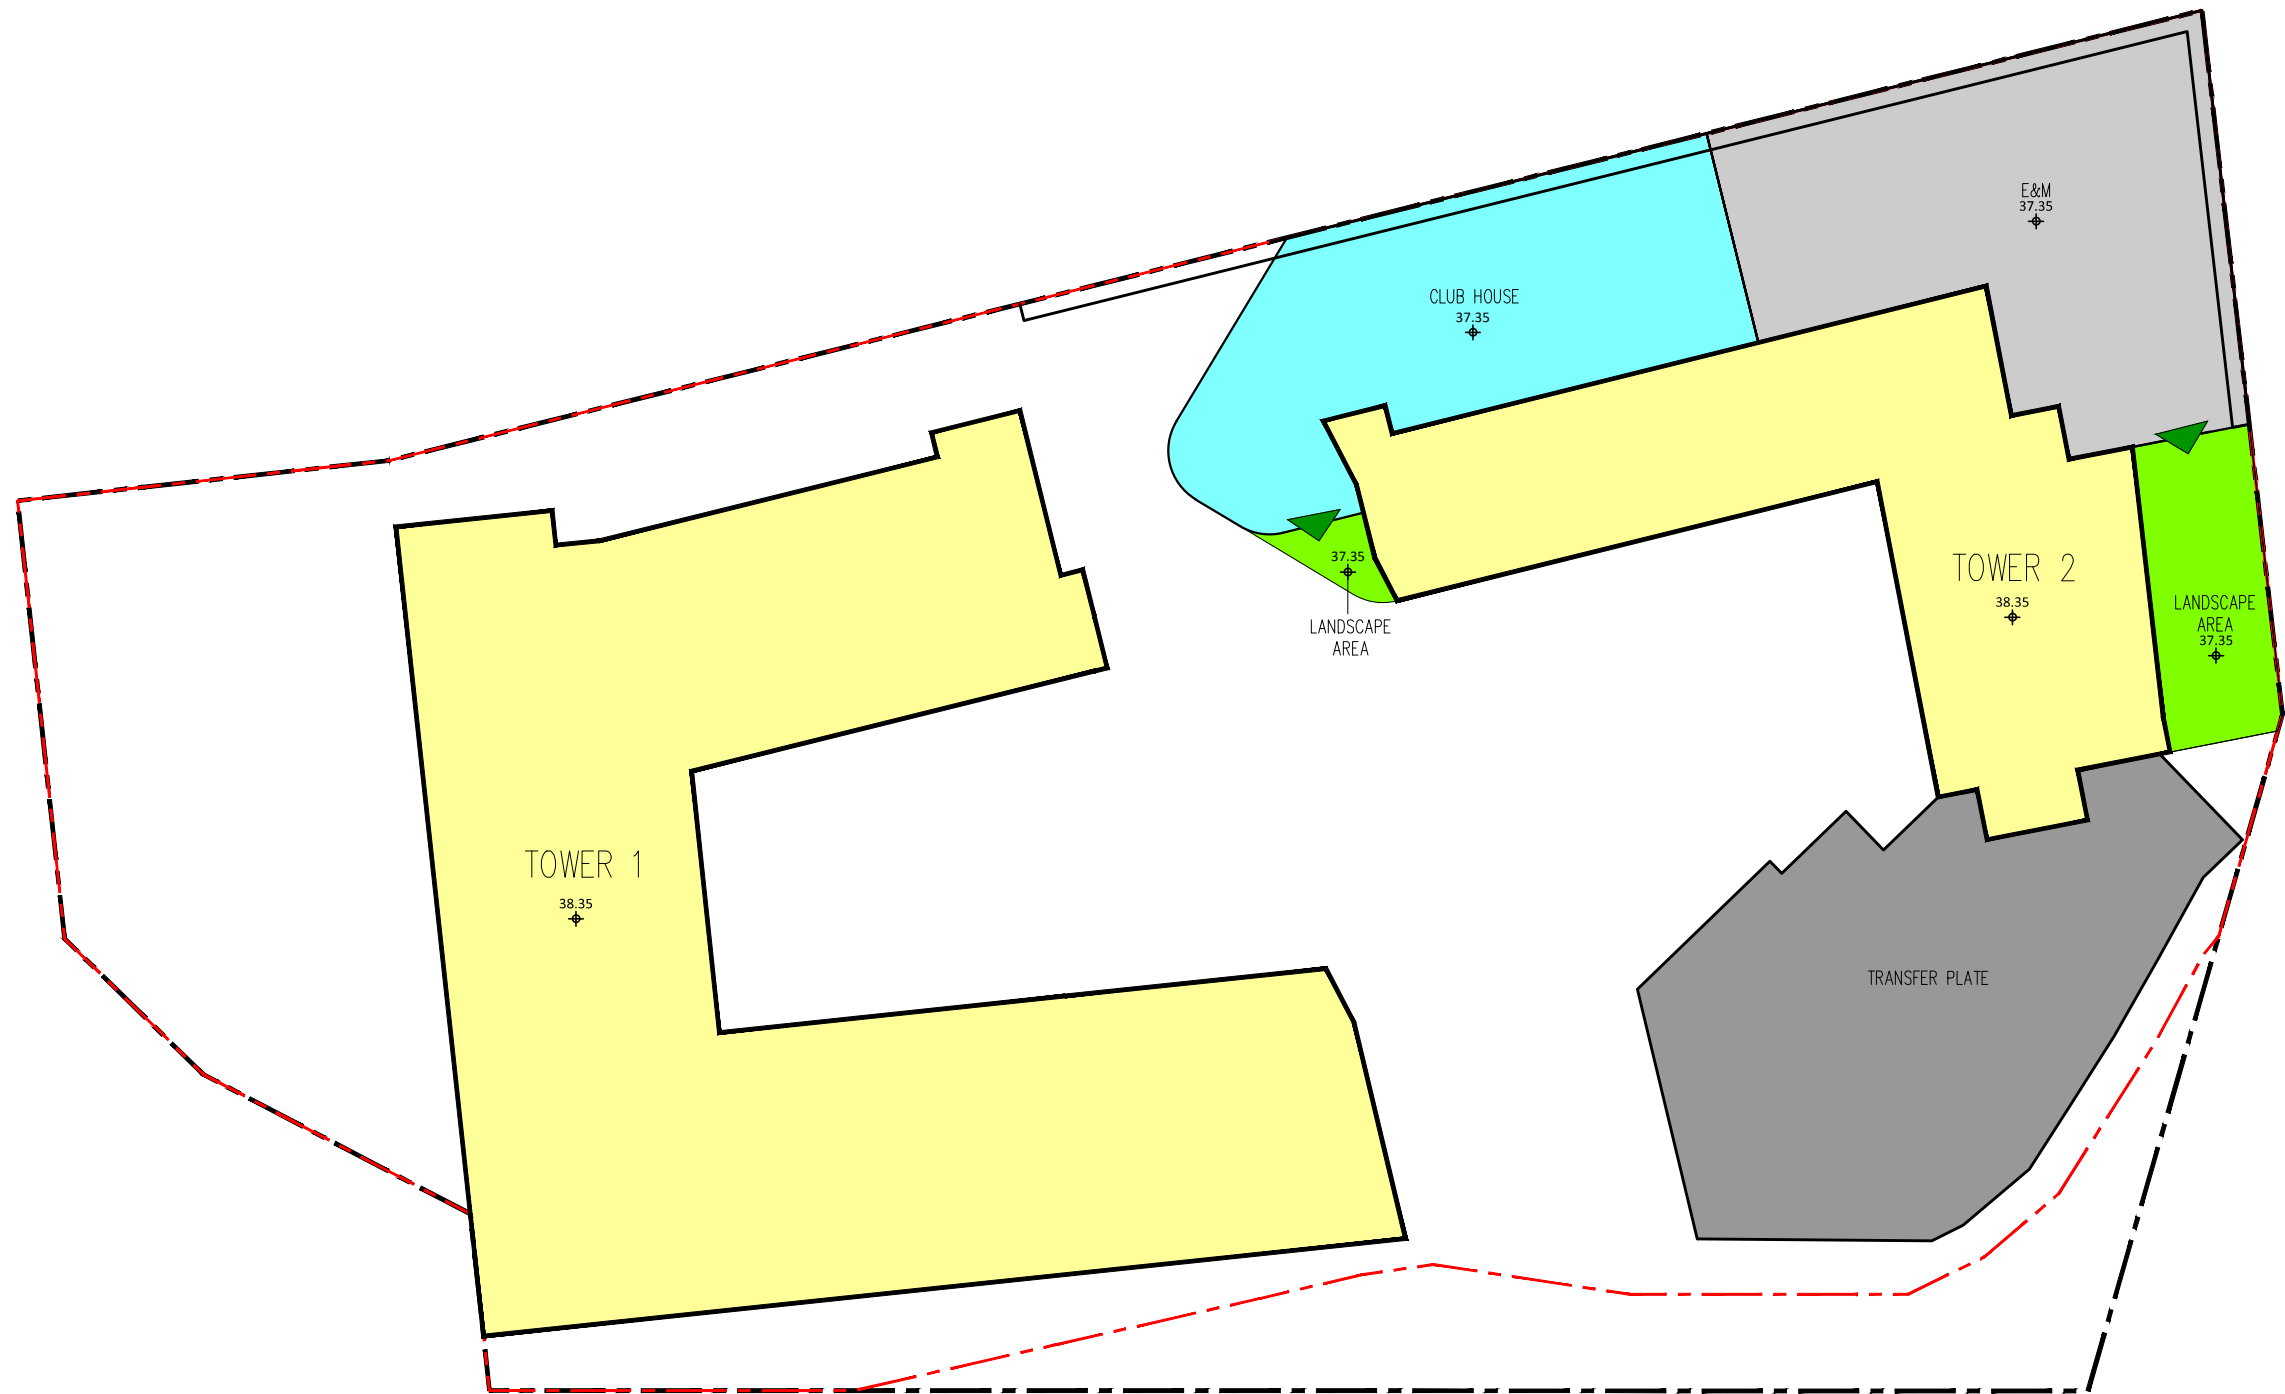 E&M
37.35
CLUB HOUSE
37.35
37.35
LANDSCAPE
AREA
TOWER 2
38.35
LANDSCAPE
AREA
37.35
TOWER 1
38.35
TRANSFER PLATE